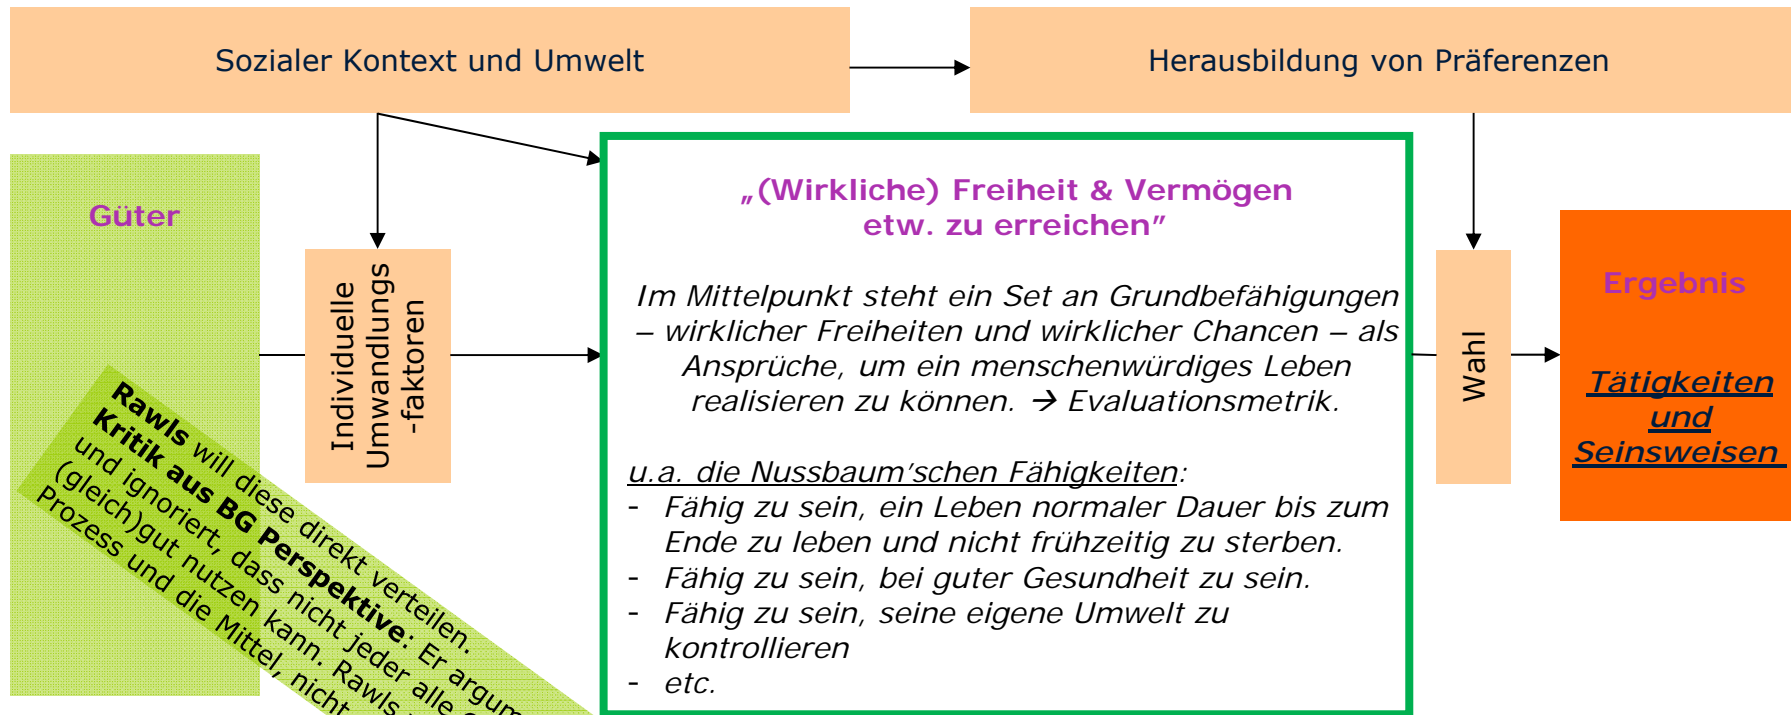 Sozialer Kontext und Umwelt
Herausbildung von Präferenzen
Güter
Individuelle
Umwandlungs
-faktoren
„(Wirkliche) Freiheit & Vermögen
etw. zu erreichen”
Im Mittelpunkt steht ein Set an Grundbefähigungen
– wirklicher Freiheiten und wirklicher Chancen – als
Ansprüche, um ein menschenwürdiges Leben
realisieren zu können. → Evaluationsmetrik.
u.a. die Nussbaum’schen Fähigkeiten:
- Fähig zu sein, ein Leben normaler Dauer bis zum
Ende zu leben und nicht frühzeitig zu sterben.
- Fähig zu sein, bei guter Gesundheit zu sein.
- Fähig zu sein, seine eigene Umwelt zu
kontrollieren
- etc.
Wahl
Ergebnis
Tätigkeiten
und
Seinsweisen
Rawls will diese direkt verteilen.
Kritik aus BG Perspektive: Er
und ignoriert, dass nicht jeder alle
(gleich)gut nutzen kann. Rawls
Prozess und die Mittel, nicht